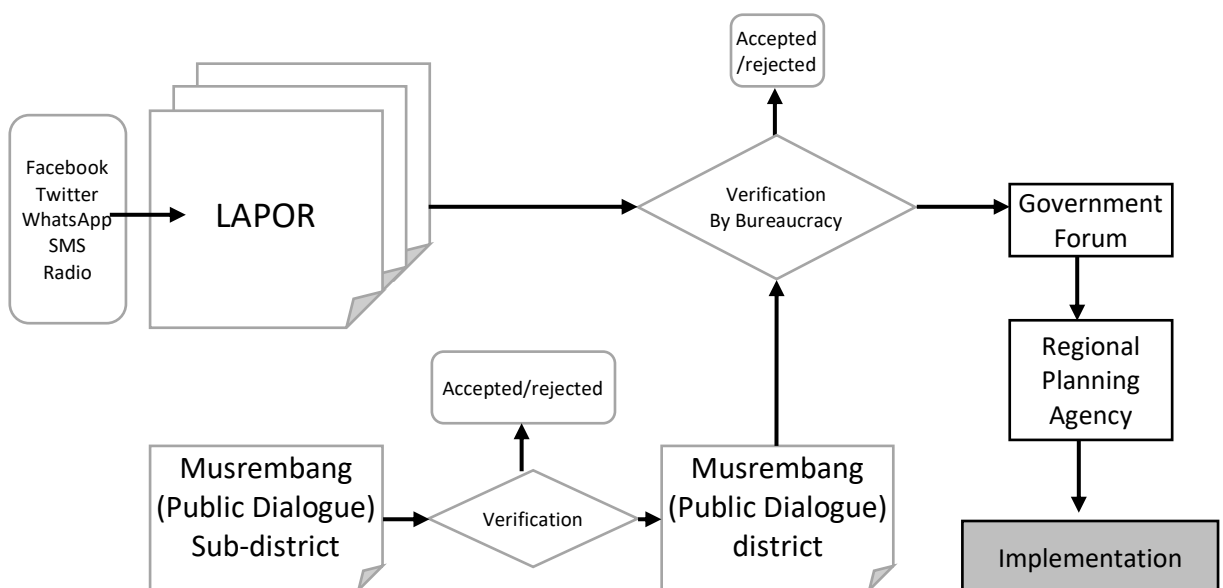 Accepted
/rejected
Facebook
Twitter
WhatsApp
SMS
Radio
LAPOR
Verification
By Bureaucracy
Government
Forum
Regional
Planning
Agency
Accepted/rejected
Musrembang
(Public Dialogue)
Sub-district
Verification
Musrembang
(Public Dialogue)
district
Implementation